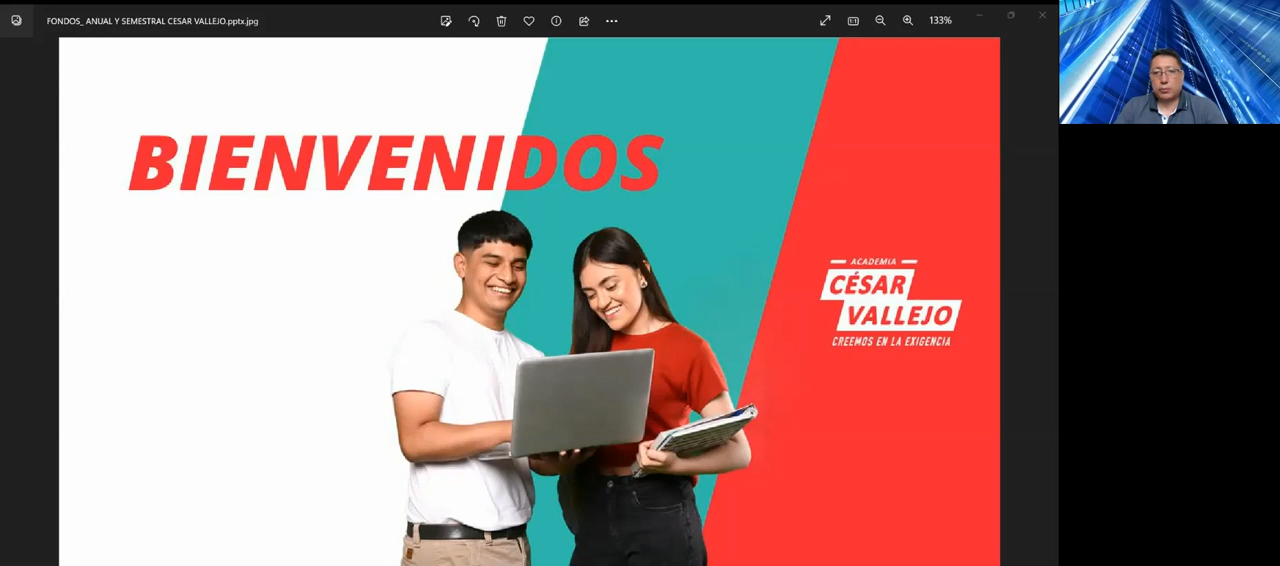 FONDOS_ ANUAL Y SEMESTRAL CESAR VALLEJO.pptx.jpg
133%
BIENVENIDOS
ACADEMIA
CÉSAR
VALLEJO
CREEMOS EN LA EXIGENCIA